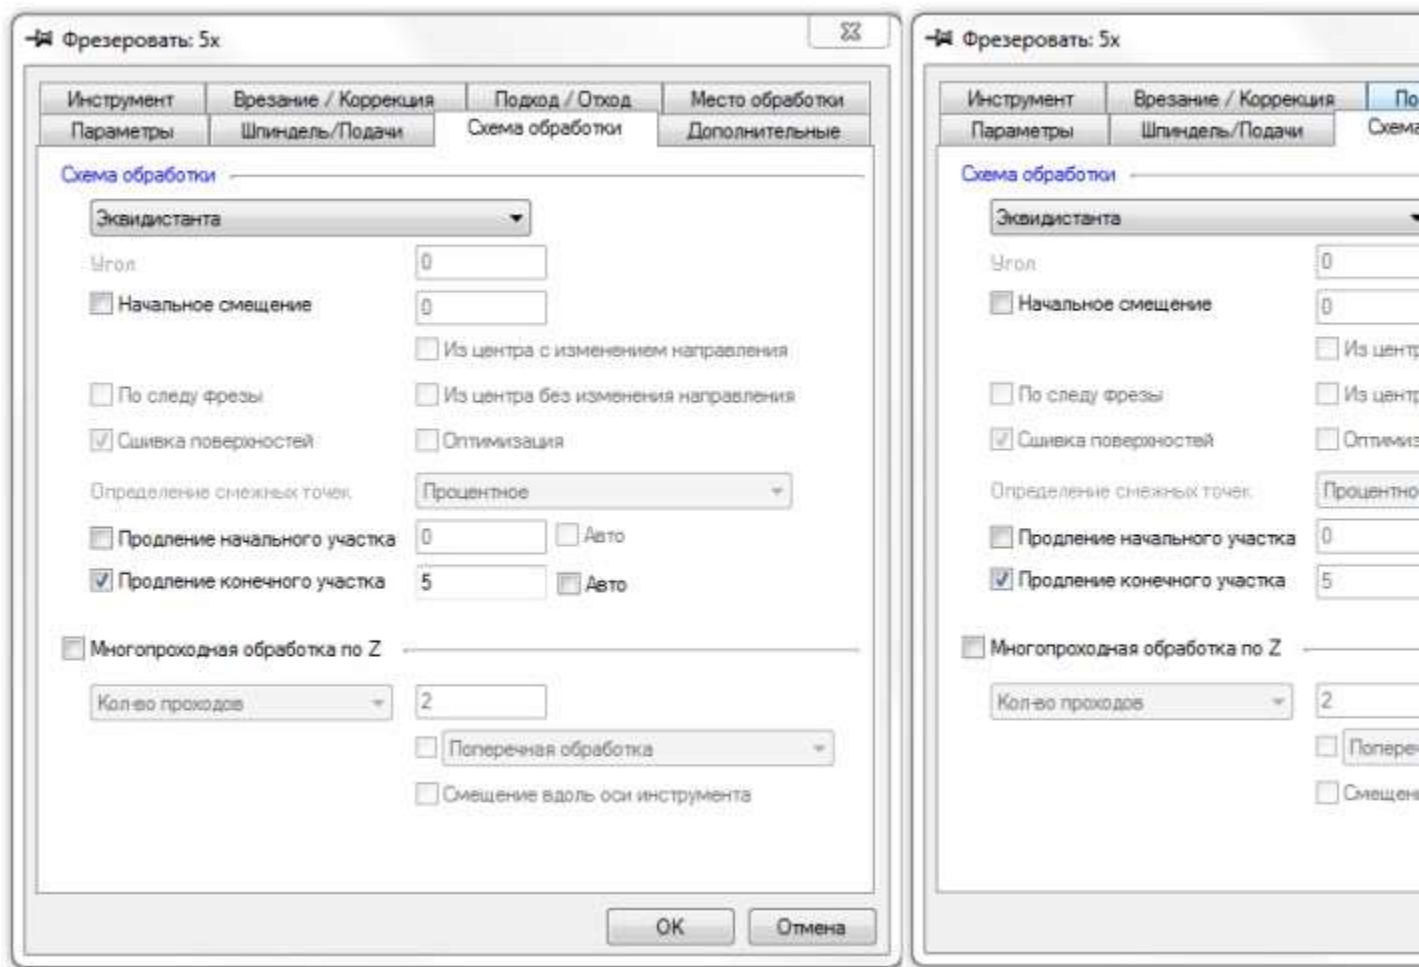 Фрезеровать: 5x
Инструмент Врезание / Коррекция Подход / Отход Место обработки
Параметры Шпиндель/Подачи Схема обработки Дополнительные
Схема обработки
Эквидистанта
Угол 0
Начальное смещение 0
Из центра с изменением направления
По следу фрезы Из центра без изменения направления
Сшивка поверхностей Оптимизация
Определение смежных точек Процентное
Продление начального участка 0 Авто
Продление конечного участка 5 Авто
Многопроходная обработка по Z
Кол-во проходов 2
Поперечная обработка
Смещение вдоль оси инструмента
OK Отмена
Фрезеровать: 5x
Инструмент Врезание / Коррекция По
Параметры Шпиндель/Подачи Схема
Схема обработки
Эквидистанта
Угол 0
Начальное смещение 0
Из центр
По следу фрезы Из центр
Сшивка поверхностей Оптимиз
Определение смежных точек Процентно
Продление начального участка 0
Продление конечного участка 5
Многопроходная обработка по Z
Кол-во проходов 2
Попереч
Смещен